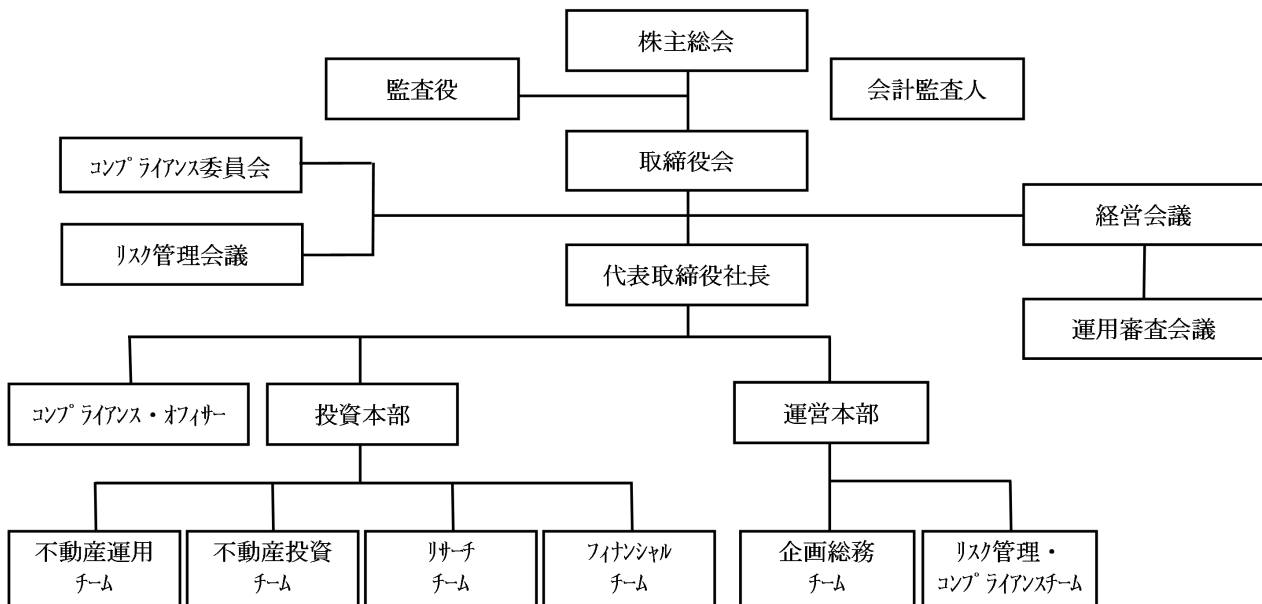 株主総会
監査役
会計監査人
取締役会
ｺﾝﾌﾟﾗｲｱﾝｽ委員会
経営会議
ﾘｽｸ管理会議
代表取締役社長
運用審査会議
ｺﾝﾌﾟﾗｲｱﾝｽ・ｵﾌｨｻｰ
投資本部
運営本部
不動産運用
ﾁｰﾑ
不動産投資
ﾁｰﾑ
ﾘｻｰﾁ
ﾁｰﾑ
ﾌｨﾅﾝｼｬﾙ
ﾁｰﾑ
企画総務
ﾁｰﾑ
ﾘｽｸ管理・
ｺﾝﾌﾟﾗｲｱﾝｽﾁｰﾑ